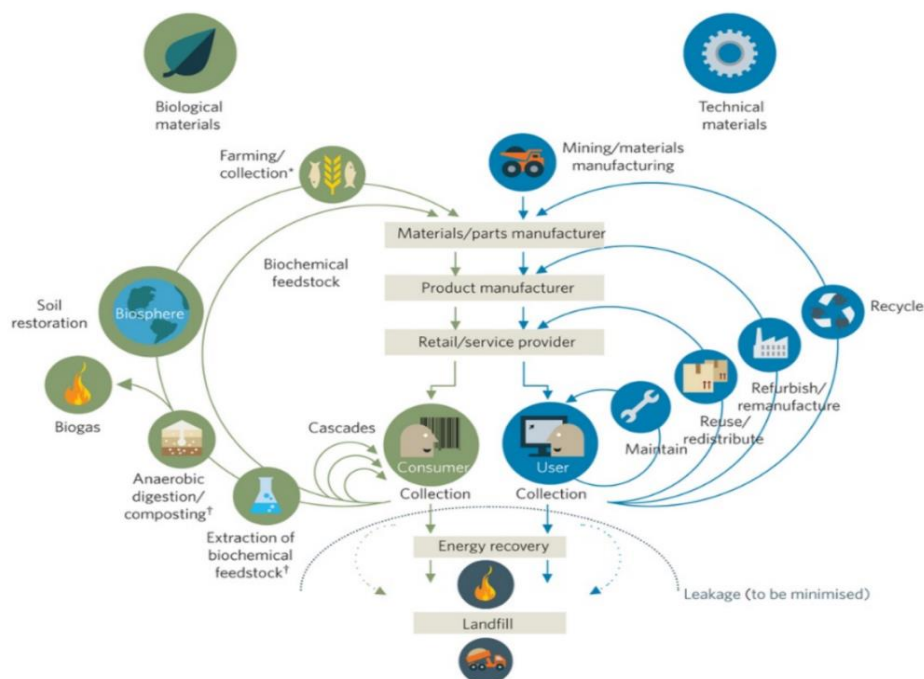 Biological
materials
Technical
materials
Farming/
collection*
Mining/materials
manufacturing
Materials/parts manufacturer
Biochemical
feedstock
Product manufacturer
Soil
restoration
Biosphere
Recycle
Retail/service provider
Refurbish/
remanufacture
Biogas
Reuse/
redistribute
Cascades
Maintain
Consumer
User
Anaerobic
digestion/
composting†
Collection
Collection
Extraction of
biochemical
feedstock†
Energy recovery
Leakage (to be minimised)
Landfill